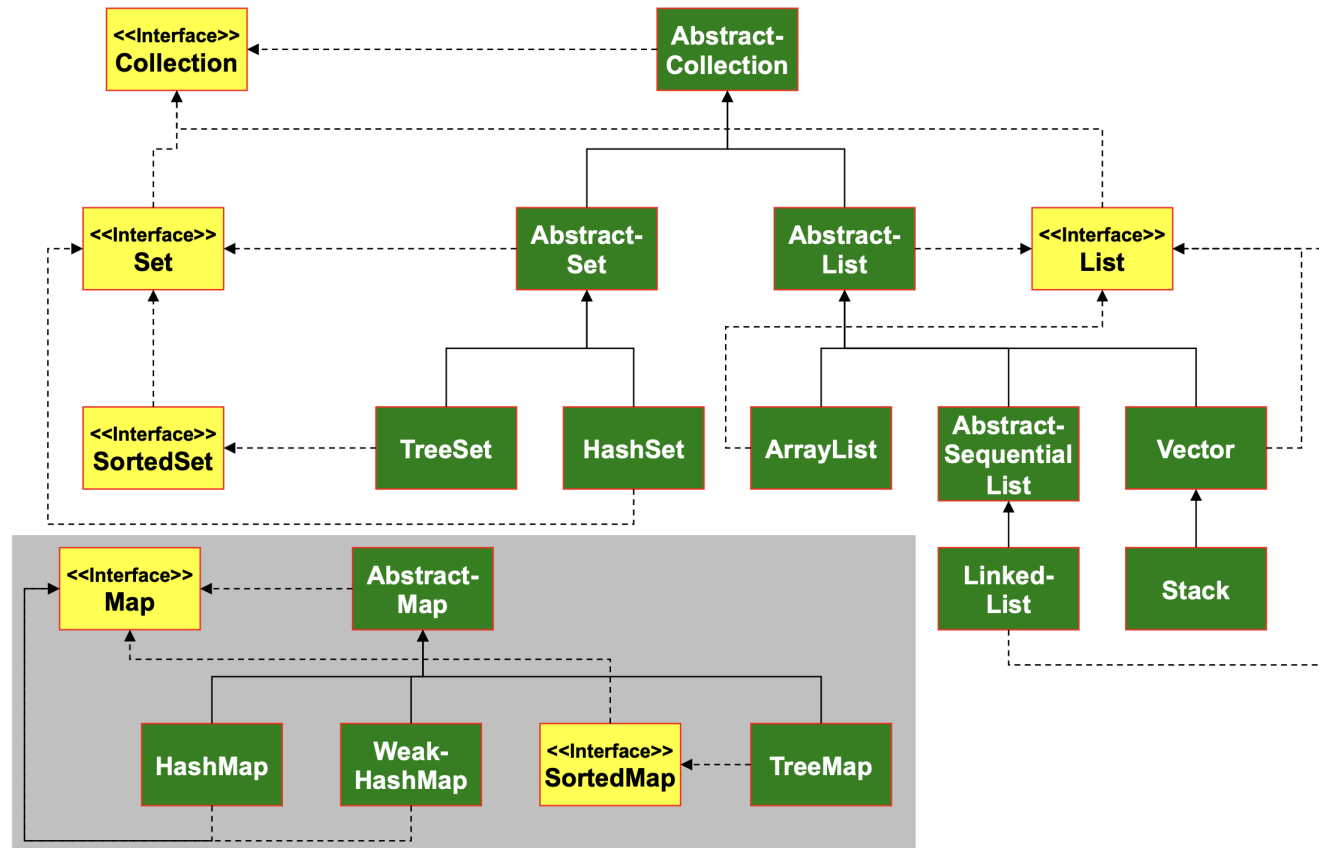 <<Interface>>
Collection
Abstract-
Collection
<<Interface>>
Set
Abstract-
Set
Abstract-
List
<<Interface>>
List
<<Interface>>
SortedSet
TreeSet
HashSet
ArrayList
Abstract-
Sequential
List
Vector
<<Interface>>
Map
Abstract-
Map
Linked-
List
Stack
HashMap
Weak-
HashMap
<<Interface>>
SortedMap
TreeMap